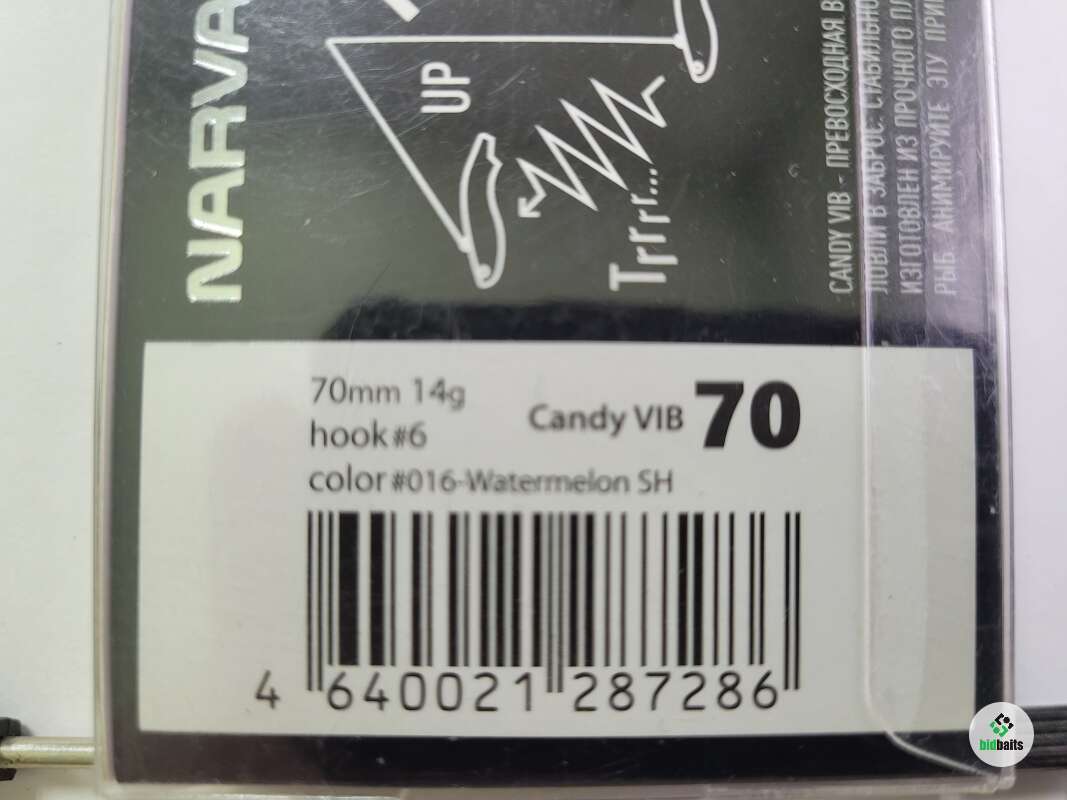 NARVA
UP
Trrrr...
CANDY VIB - ПРЕВОСХОДНАЯ В
ЛОВЛИ В ЗАБРОС. СТАБИЛЬНО
ИЗГОТОВЛЕН ИЗ ПРОЧНОГО ПЛ
РЫБ АНИМИРУЙТЕ ЭТУ ПРИ
70mm 14g
hook#6
Candy VIB 70
color#016-Watermelon SH
4 640021 287286
bidbaits